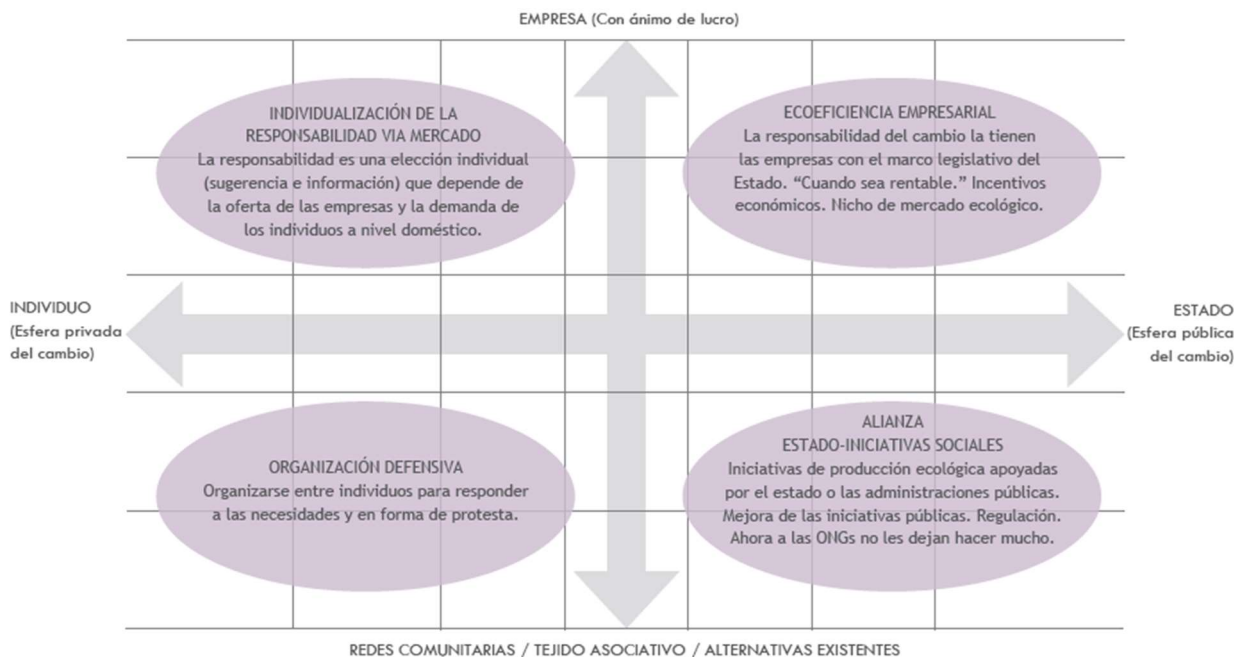 EMPRESA (Con ánimo de lucro)
INDIVIDUALIZACIÓN DE LA
RESPONSABILIDAD VIA MERCADO
La responsabilidad es una elección individual
(sugerencia e información) que depende de
la oferta de las empresas y la demanda de
los individuos a nivel doméstico.
ECOEFICIENCIA EMPRESARIAL
La responsabilidad del cambio la tienen
las empresas con el marco legislativo del
Estado. “Cuando sea rentable.” Incentivos
económicos. Nicho de mercado ecológico.
INDIVIDUO
(Esfera privada
del cambio)
ESTADO
(Esfera pública
del cambio)
ORGANIZACIÓN DEFENSIVA
Organizarse entre individuos para responder
a las necesidades y en forma de protesta.
ALIANZA
ESTADO-INICIATIVAS SOCIALES
Iniciativas de producción ecológica apoyadas
por el estado o las administraciones públicas.
Mejora de las iniciativas públicas. Regulación.
Ahora a las ONGs no les dejan hacer mucho.
REDES COMUNITARIAS / TEJIDO ASOCIATIVO / ALTERNATIVAS EXISTENTES